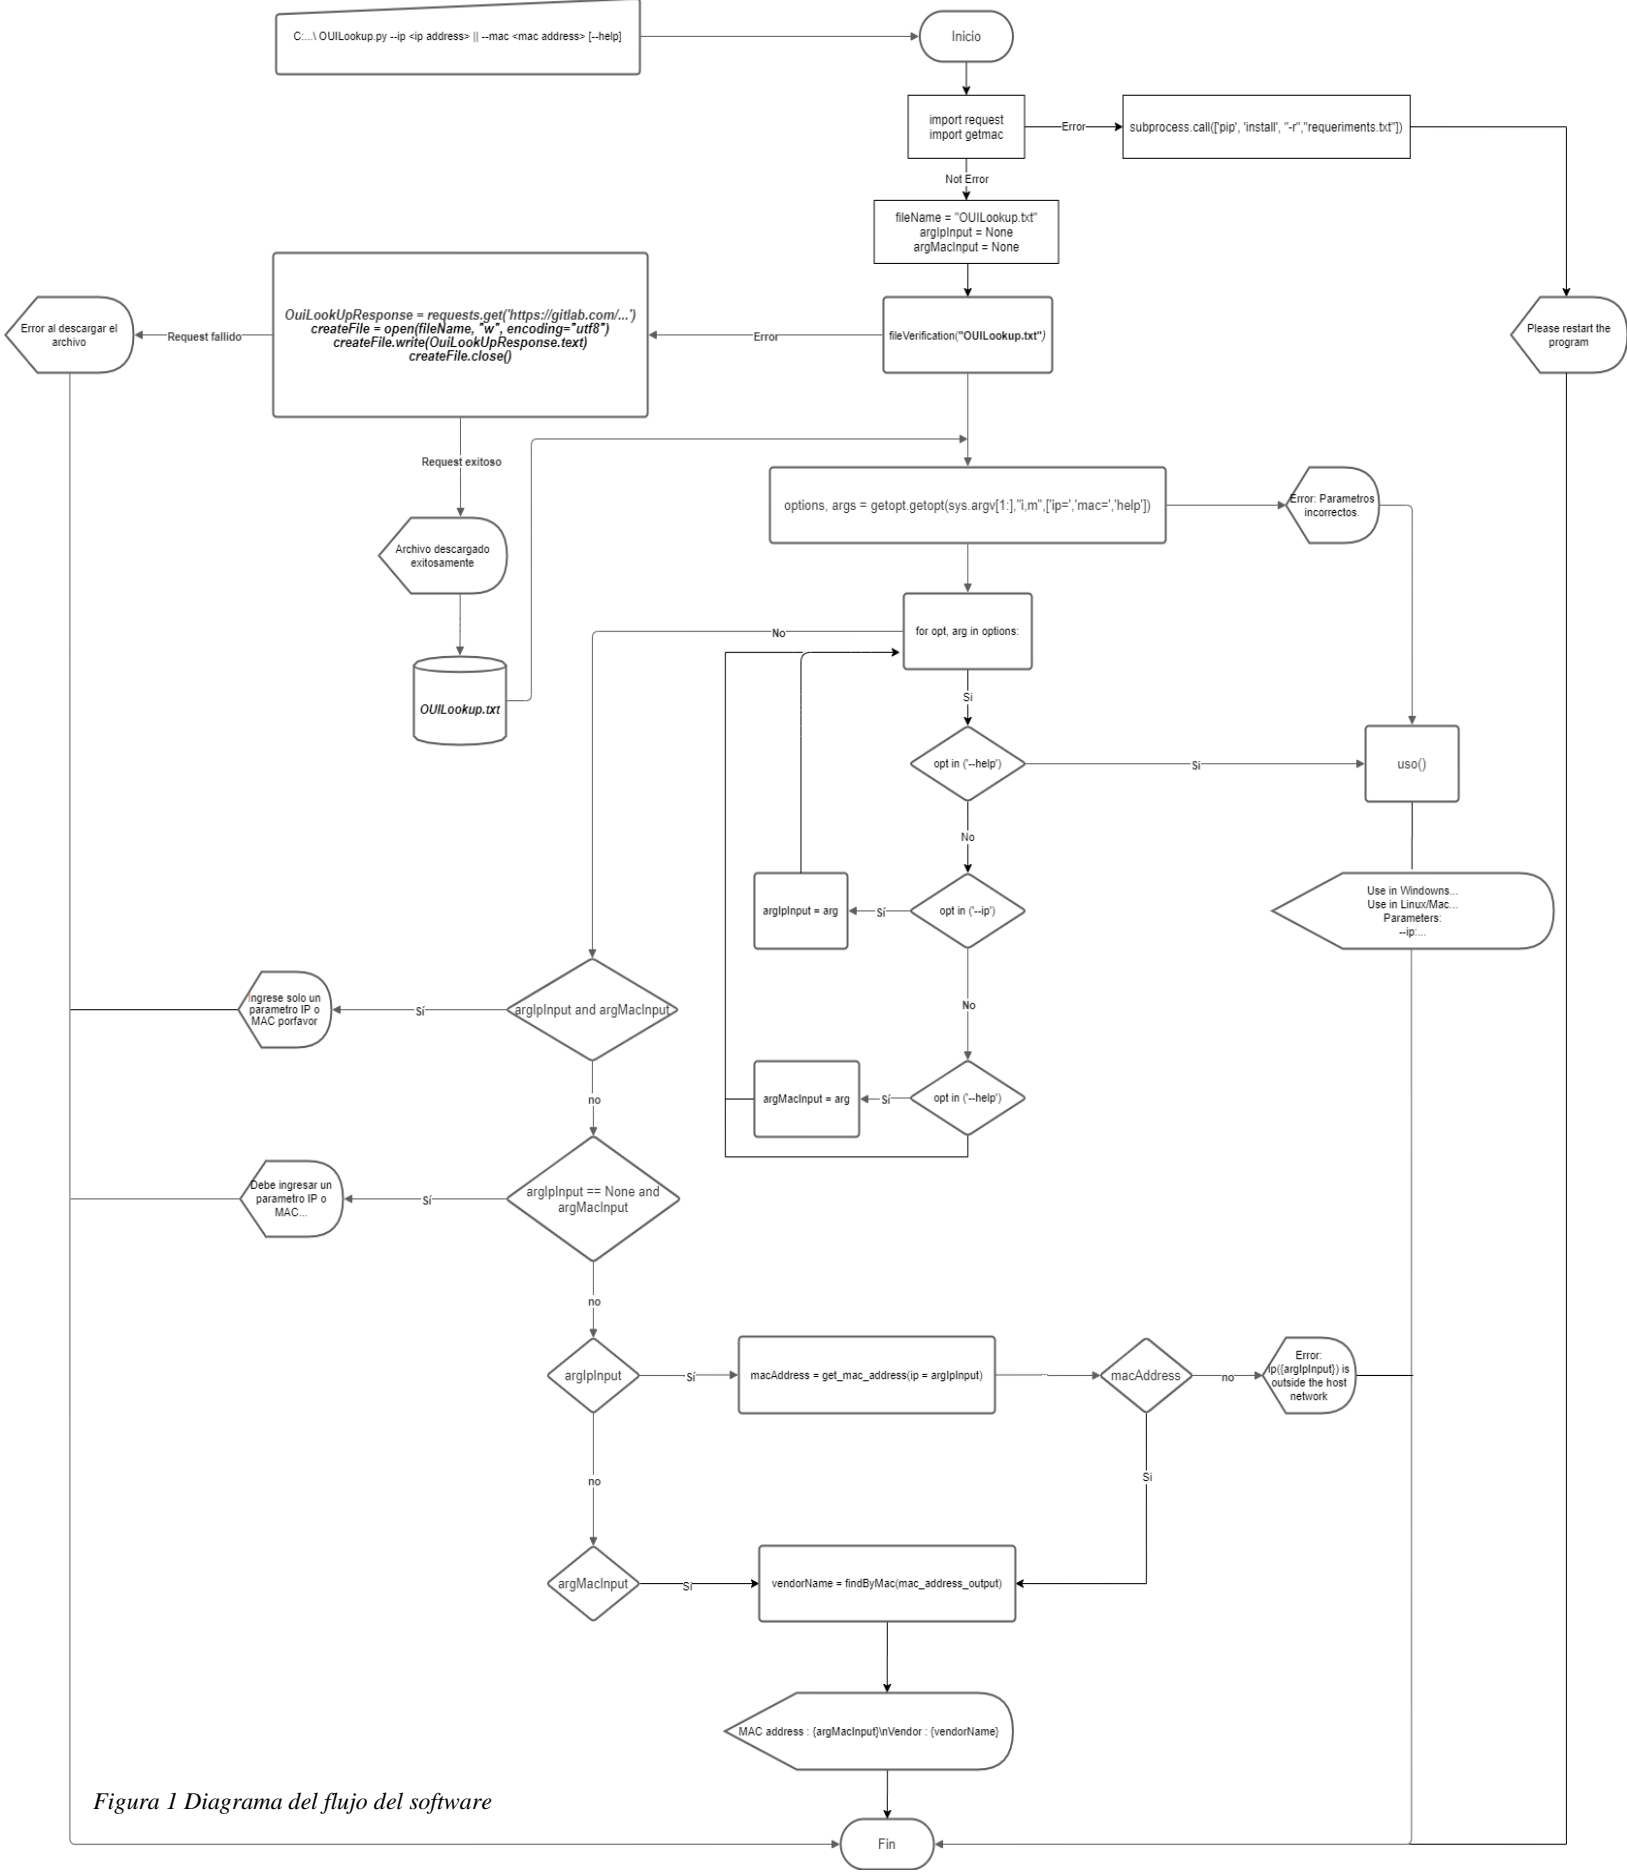 C:...\ OUILookup.py --ip <ip address> || --mac <mac address> [--help]
Inicio
import request
import getmac
Error
subprocess.call(['pip', 'install', "-r","requeriments.txt"])
Not Error
fileName = "OUILookup.txt"
argIpInput = None
argMacInput = None
Error al descargar el
archivo
Request fallido
OuiLookUpResponse = requests.get('https://gitlab.com/...')
createFile = open(fileName, "w", encoding="utf8")
createFile.write(OuiLookUpResponse.text)
createFile.close()
Error
fileVerification("OUILookup.txt")
Please restart the
program
Request exitoso
options, args = getopt.getopt(sys.argv[1:],"i,m",['ip=','mac=','help'])
Error: Parametros
incorrectos.
Archivo descargado
exitosamente
No
for opt, arg in options:
OUILookup.txt
Si
opt in ('--help')
Si
uso()
No
argIpInput = arg
Sí
opt in ('--ip')
Use in Windowns...
Use in Linux/Mac...
Parameters:
--ip:...
No
Ingrese solo un
parametro IP o
MAC porfavor
Sí
argIpInput and argMacInput
argMacInput = arg
Sí
opt in ('--help')
no
Debe ingresar un
parametro IP o
MAC...
Sí
argIpInput == None and
argMacInput
no
argIpInput
Sí
macAddress = get_mac_address(ip = argIpInput)
macAddress
no
Error:
Ip({argIpInput}) is
outside the host
network
no
Si
argMacInput
Sí
vendorName = findByMac(mac_address_output)
MAC address : {argMacInput}\nVendor : {vendorName}
Figura 1 Diagrama del flujo del software
Fin